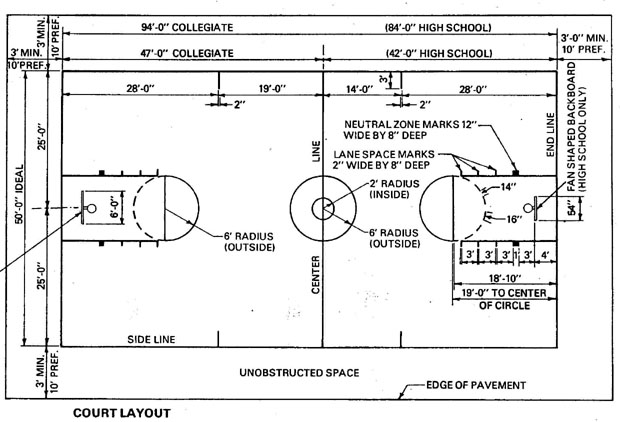 94'-0" COLLEGIATE
(84'-0" HIGH SCHOOL)
3'-0" MIN.
10' PREF.
3' MIN.
10' PREF.
3' MIN.
10' PREF.
47'-0" COLLEGIATE
(42'-0" HIGH SCHOOL)
28'-0"
19'-0"
14'-0"
3'
28'-0"
2"
2"
NEUTRAL ZONE MARKS 12"
WIDE BY 8" DEEP
LANE SPACE MARKS
2" WIDE BY 8" DEEP
END LINE
FAN SHAPED BACKBOARD
(HIGH SCHOOL ONLY)
50'-0" IDEAL
25'-0"
25'-0"
LINE
CENTER
2' RADIUS
(INSIDE)
14"
16"
54"
6'-0"
6' RADIUS
(OUTSIDE)
6' RADIUS
(OUTSIDE)
3' 3' 3' 1' 3' 4'
18'-10"
19'-0" TO CENTER
OF CIRCLE
SIDE LINE
3' MIN.
10' PREF.
UNOBSTRUCTED SPACE
EDGE OF PAVEMENT
COURT LAYOUT